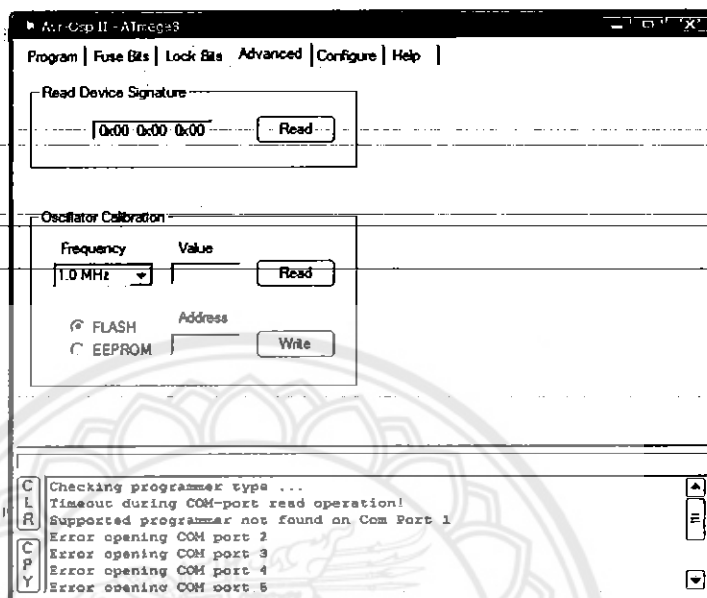 Avr-Osp II - ATmega8
Program Fuse Bits Lock Bits Advanced Configure Help
Read Device Signature
0x00 0x00 0x00 Read
Oscillator Calibration
Frequency Value
1.0 MHz Read
FLASH Address
EEPROM Write
CLR
Checking programmer type ...
Timeout during COM-port read operation!
Supported programmer not found on Com Port 1
Error opening COM port 2
CPY
Error opening COM port 3
Error opening COM port 4
Error opening COM port 5